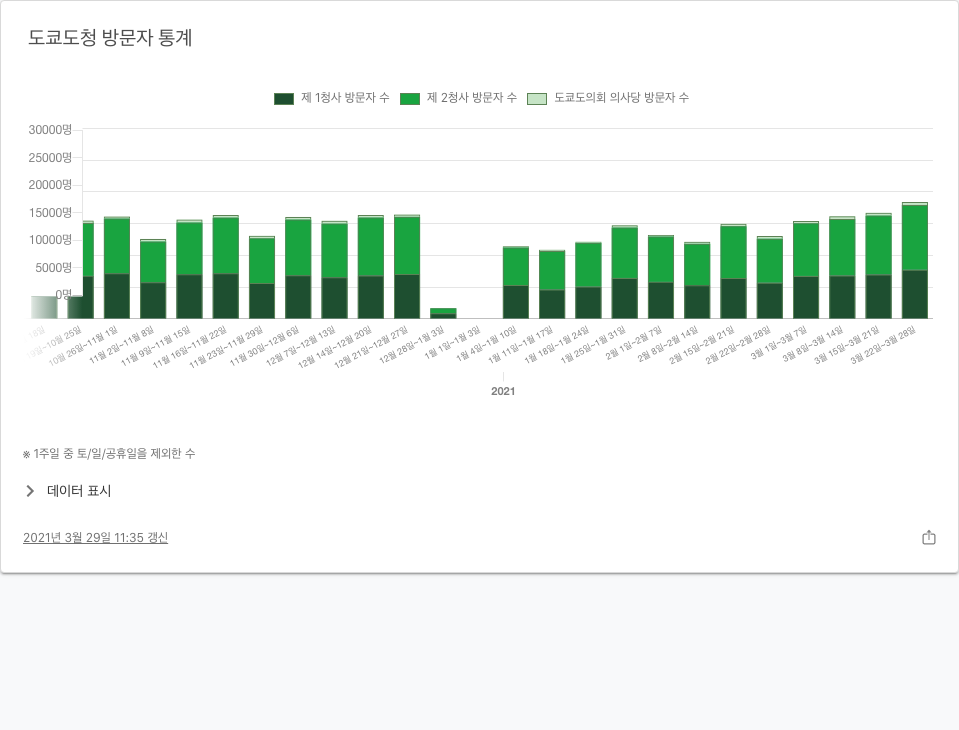 도쿄도청 방문자 통계
제 1청사 방문자 수 제 2청사 방문자 수 도쿄도의회 의사당 방문자 수
30000명
25000명
20000명
15000명
10000명
5000명
0명
10월 26일~11월 1일
11월 2일~11월 8일
11월 9일~11월 15일
11월 16일~11월 22일
11월 23일~11월 29일
11월 30일~12월 6일
12월 7일~12월 13일
12월 14일~12월 20일
12월 21일~12월 27일
12월 28일~1월 3일
1월 1일~1월 3일
1월 4일~1월 10일
1월 11일~1월 17일
1월 18일~1월 24일
1월 25일~1월 31일
2월 1일~2월 7일
2월 8일~2월 14일
2월 15일~2월 21일
2월 22일~2월 28일
3월 1일~3월 7일
3월 8일~3월 14일
3월 15일~3월 21일
3월 22일~3월 28일
2021
※ 1주일 중 토/일/공휴일을 제외한 수
데이터 표시
2021년 3월 29일 11:35 갱신